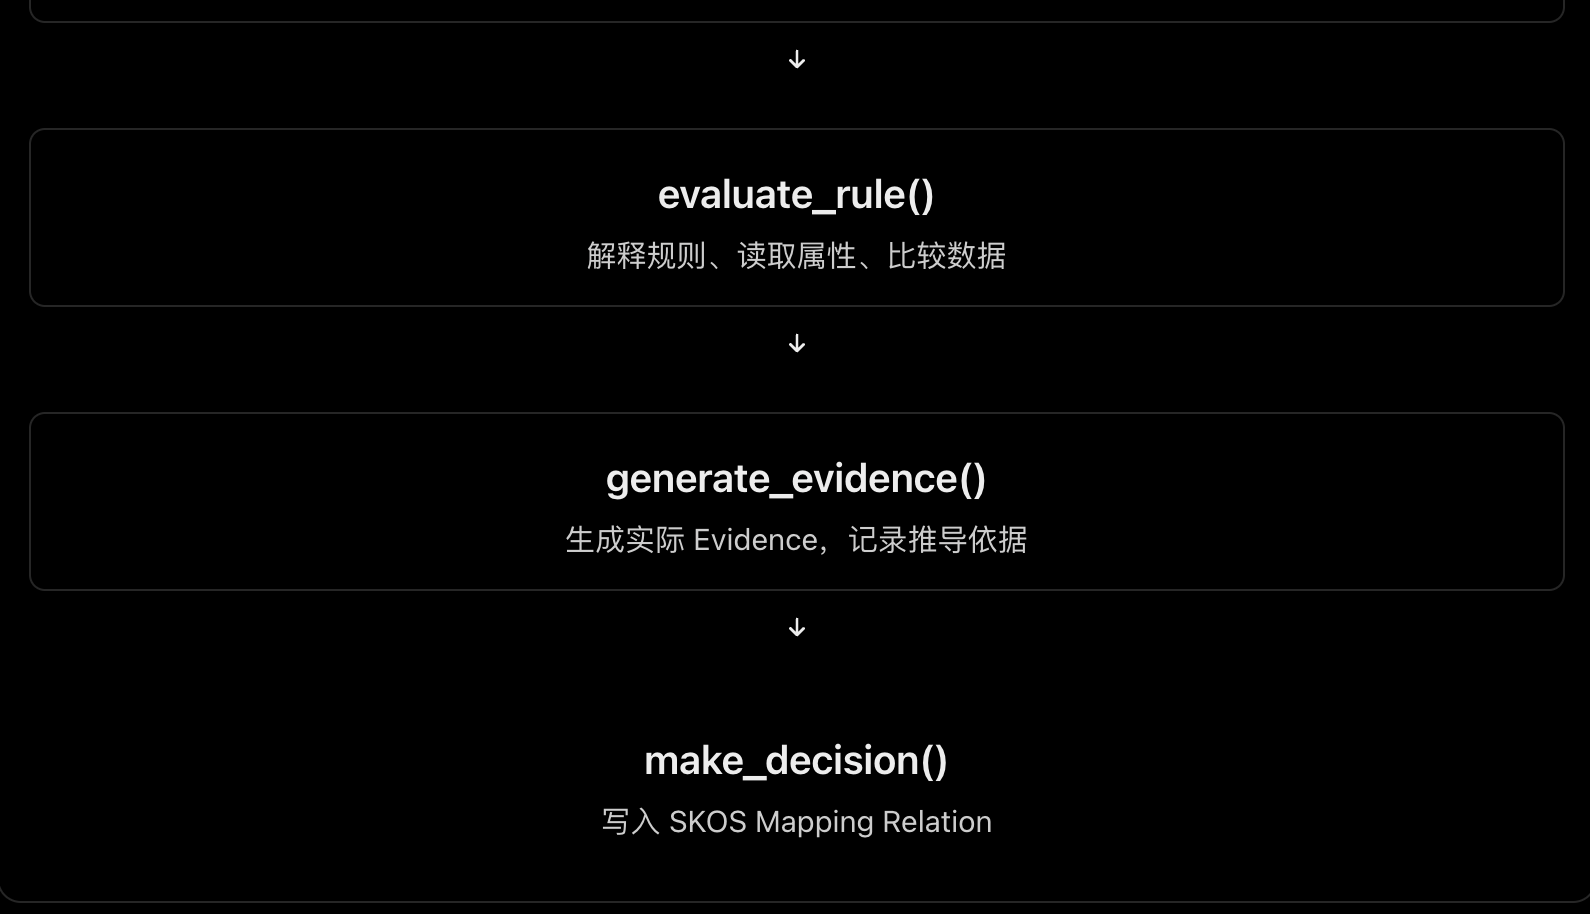 ↓
evaluate_rule()
解释规则、读取属性、比较数据
↓
generate_evidence()
生成实际 Evidence，记录推导依据
↓
make_decision()
写入 SKOS Mapping Relation